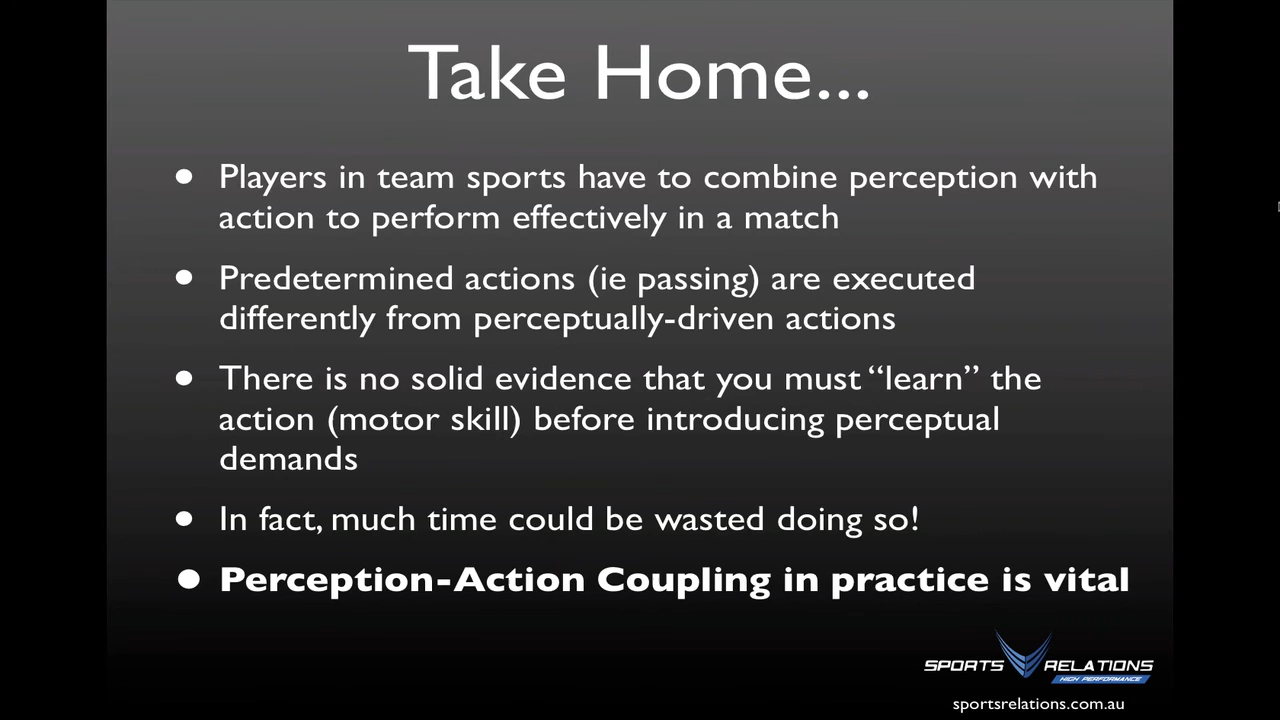 Take Home...
• Players in team sports have to combine perception with
action to perform effectively in a match
• Predetermined actions (ie passing) are executed
differently from perceptually-driven actions
• There is no solid evidence that you must “learn” the
action (motor skill) before introducing perceptual
demands
• In fact, much time could be wasted doing so!
• Perception-Action Coupling in practice is vital
SPORTS RELATIONS
HIGH PERFORMANCE
sportsrelations.com.au